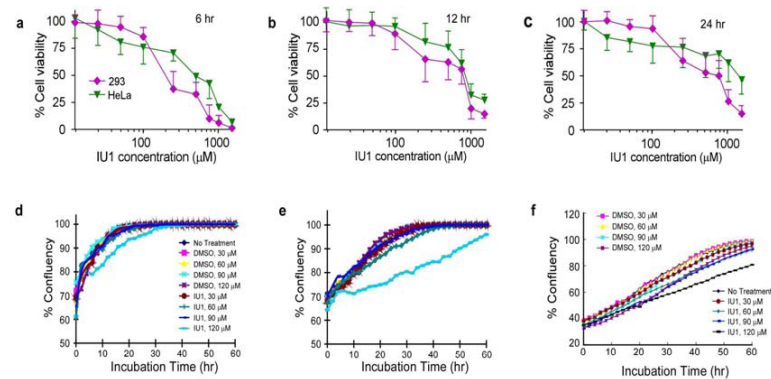 a
6 hr
% Cell viability
100
75
50
25
0
293
HeLa
100
1000
IU1 concentration (μM)
b
12 hr
% Cell viability
100
75
50
25
0
100
1000
IU1 concentration (μM)
c
24 hr
% Cell viability
100
75
50
25
0
100
1000
IU1 concentration (μM)
d
% Confluency
100
90
80
70
60
50
0 10 20 30 40 50 60
Incubation Time (hr)
e
% Confluency
100
90
80
70
60
50
0 10 20 30 40 50 60
Incubation Time (hr)
No Treatment
DMSO, 30 μM
DMSO, 60 μM
DMSO, 90 μM
DMSO, 120 μM
IU1, 30 μM
IU1, 60 μM
IU1, 90 μM
IU1, 120 μM
f
% Confluency
120
100
80
60
40
20
DMSO, 30 μM
DMSO, 60 μM
DMSO, 90 μM
DMSO, 120 μM
No Treatment
IU1, 30 μM
IU1, 60 μM
IU1, 90 μM
IU1, 120 μM
0 10 20 30 40 50 60
Incubation Time (hr)